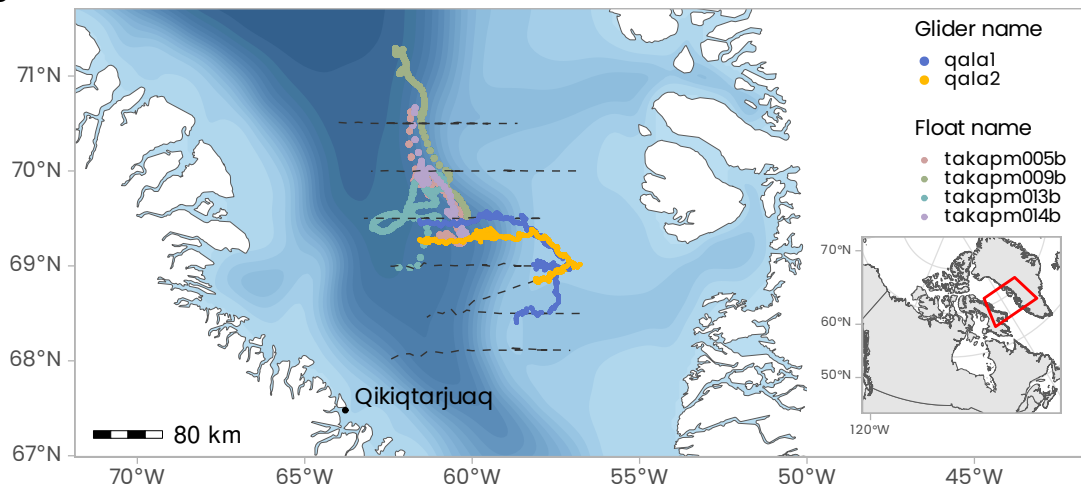 Glider name
qala1
qala2
Float name
takapm005b
takapm009b
takapm013b
takapm014b
71°N
70°N
69°N
68°N
67°N
Qikiqtarjuaq
80 km
70°W
65°W
60°W
55°W
50°W
45°W
70°N
60°N
50°N
120°W